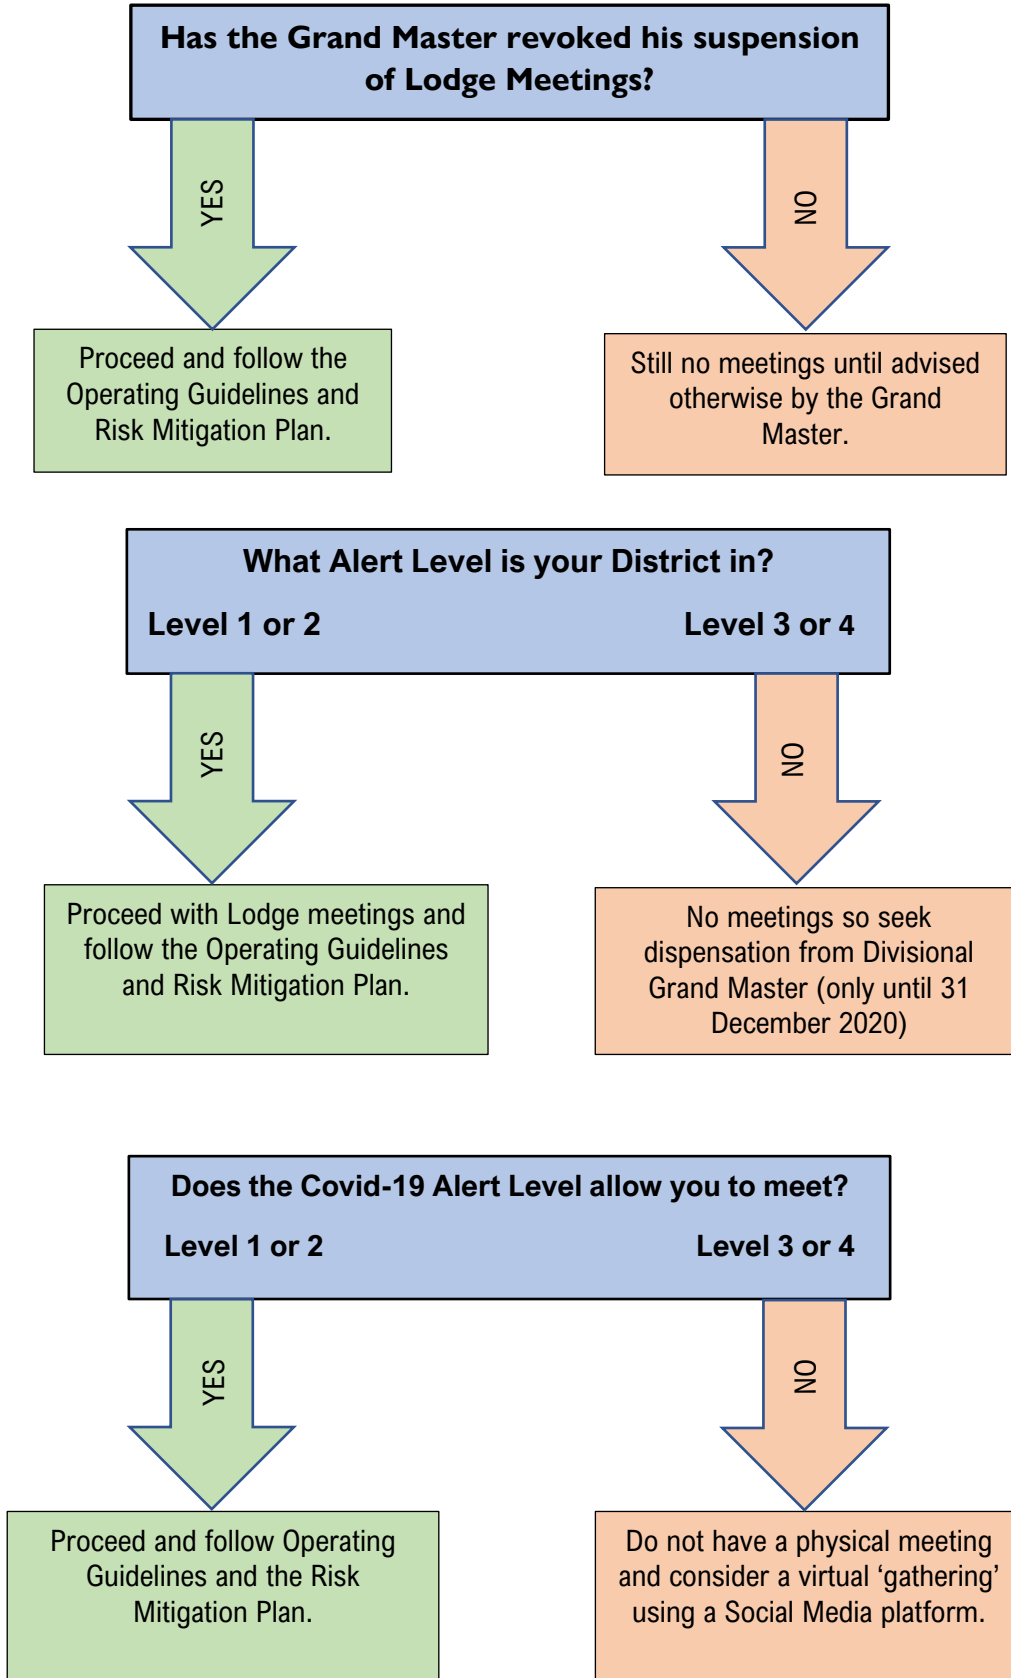 Has the Grand Master revoked his suspension
of Lodge Meetings?
YES
NO
Proceed and follow the
Operating Guidelines and
Risk Mitigation Plan.
Still no meetings until advised
otherwise by the Grand
Master.
What Alert Level is your District in?
Level 1 or 2
Level 3 or 4
YES
NO
Proceed with Lodge meetings and
follow the Operating Guidelines
and Risk Mitigation Plan.
No meetings so seek
dispensation from Divisional
Grand Master (only until 31
December 2020)
Does the Covid-19 Alert Level allow you to meet?
Level 1 or 2
Level 3 or 4
YES
NO
Proceed and follow Operating
Guidelines and the Risk
Mitigation Plan.
Do not have a physical meeting
and consider a virtual ‘gathering’
using a Social Media platform.